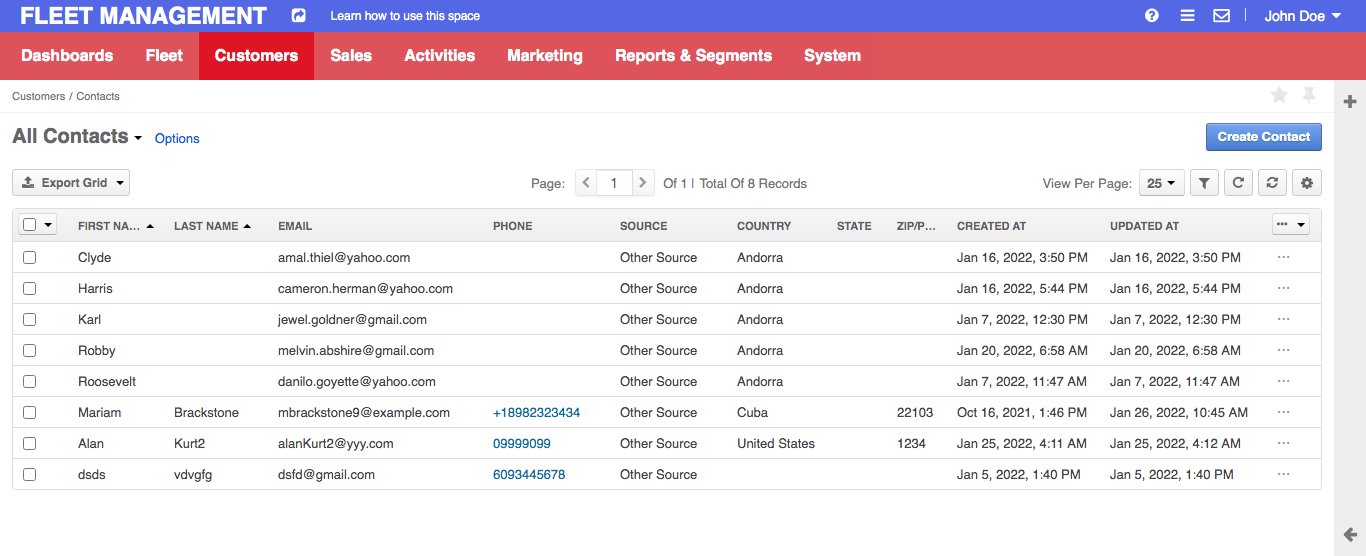 FLEET MANAGEMENT Learn how to use this space John Doe
Dashboards Fleet Customers Sales Activities Marketing Reports & Segments System
Customers / Contacts
All Contacts Options Create Contact
Export Grid Page: 1 Of 1 | Total Of 8 Records View Per Page: 25
FIRST NA... LAST NAME EMAIL PHONE SOURCE COUNTRY STATE ZIP/P... CREATED AT UPDATED AT
Clyde amal.thiel@yahoo.com Other Source Andorra Jan 16, 2022, 3:50 PM Jan 16, 2022, 3:50 PM
Harris cameron.herman@yahoo.com Other Source Andorra Jan 16, 2022, 5:44 PM Jan 16, 2022, 5:44 PM
Karl jewel.goldner@gmail.com Other Source Andorra Jan 7, 2022, 12:30 PM Jan 7, 2022, 12:30 PM
Robby melvin.abshire@gmail.com Other Source Andorra Jan 20, 2022, 6:58 AM Jan 20, 2022, 6:58 AM
Roosevelt danilo.goyette@yahoo.com Other Source Andorra Jan 7, 2022, 11:47 AM Jan 7, 2022, 11:47 AM
Mariam Brackstone mbrackstone9@example.com +18982323434 Other Source Cuba 22103 Oct 16, 2021, 1:46 PM Jan 26, 2022, 10:45 AM
Alan Kurt2 alanKurt2@yyy.com 09999099 Other Source United States 1234 Jan 25, 2022, 4:11 AM Jan 25, 2022, 4:12 AM
dsds vdvgfg dsfd@gmail.com 6093445678 Other Source Jan 5, 2022, 1:40 PM Jan 5, 2022, 1:40 PM